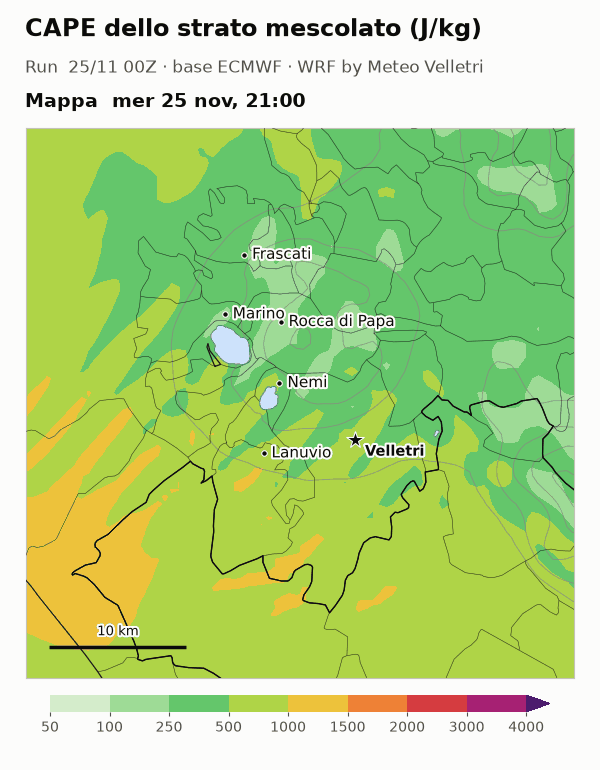 CAPE dello strato mescolato (J/kg)
Run  25/11 00Z · base ECMWF · WRF by Meteo Velletri
Mappa  mer 25 nov, 21:00
Frascati
Marino
Rocca di Papa
Nemi
Velletri
Lanuvio
10 km
50 100 250 500 1000 1500 2000 3000 4000